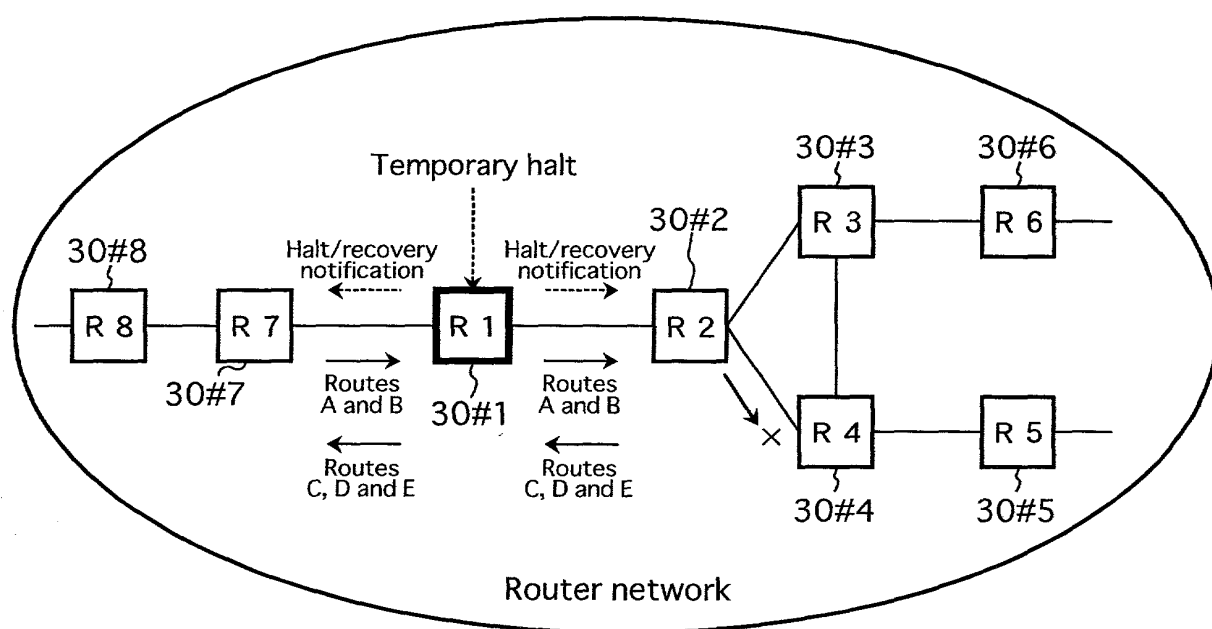 30#3
30#6
Temporary halt
30#2
R 3
R 6
30#8
Halt/recovery
notification
Halt/recovery
notification
R 8
R 7
R 1
R 2
30#7
Routes
A and B
30#1
Routes
A and B
×
R 4
R 5
Routes
C, D and E
Routes
C, D and E
30#4
30#5
Router network